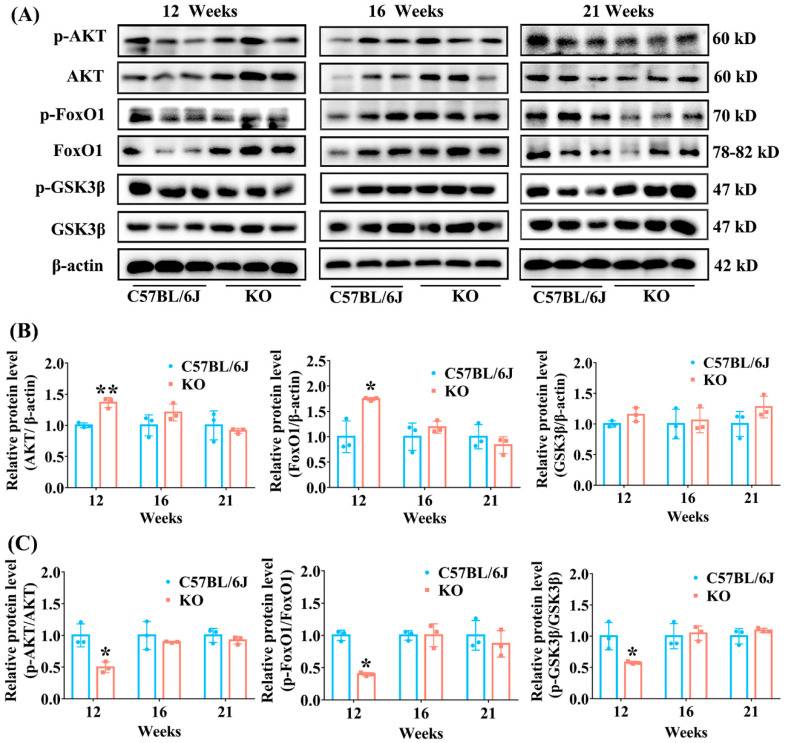 (A)
12 Weeks
16 Weeks
21 Weeks
p-AKT
60 kD
AKT
60 kD
p-FoxO1
70 kD
FoxO1
78-82 kD
p-GSK3β
47 kD
GSK3β
47 kD
β-actin
42 kD
C57BL/6J
KO
C57BL/6J
KO
C57BL/6J
KO
(B)
Relative protein level
(AKT/ β-actin)
2.0
1.5
1.0
0.5
0.0
**
C57BL/6J
KO
12
16
21
Weeks
Relative protein level
(FoxO1/β-actin)
2.5
2.0
1.5
1.0
0.5
0.0
*
C57BL/6J
KO
12
16
21
Weeks
Relative protein level
(GSK3β/β-actin)
2.0
1.5
1.0
0.5
0.0
C57BL/6J
KO
12
16
21
Weeks
(C)
Relative protein level
(p-AKT/AKT)
2.0
1.5
1.0
0.5
0.0
*
C57BL/6J
KO
12
16
21
Weeks
Relative protein level
(p-FoxO1/FoxO1)
2.0
1.5
1.0
0.5
0.0
*
C57BL/6J
KO
12
16
21
Weeks
Relative protein level
(p-GSK3β/GSK3β)
2.0
1.5
1.0
0.5
0.0
*
C57BL/6J
KO
12
16
21
Weeks